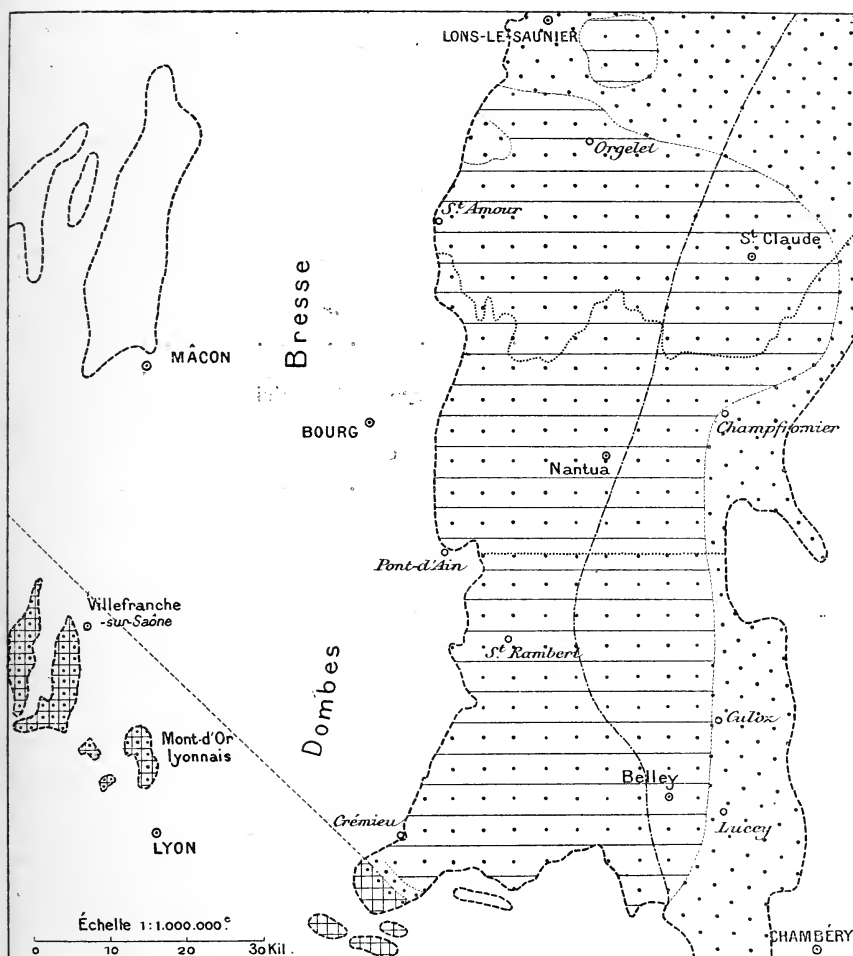 LONS-LE-SAUNIER
Orgelet
St Amour
St Claude
Bresse
MÂCON
BOURG
Champfromier
Nantua
Pont-d'Ain
Villefranche
-sur-Saône
St Rambert
Dombes
Culoz
Mont-d'Or
lyonnais
Belley
Crémieu
Lucey
LYON
Échelle 1:1.000.000.e
0 10 20 30 Kil.
CHAMBÉRY